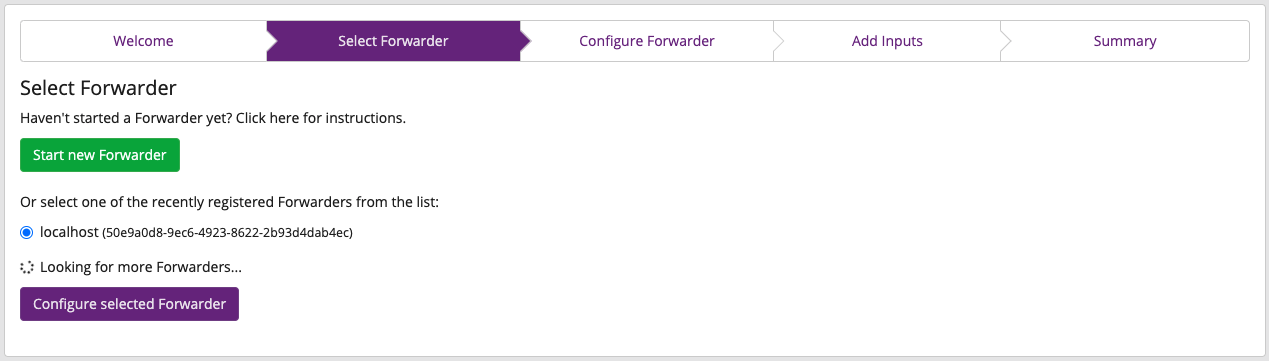 Welcome
Select Forwarder
Configure Forwarder
Add Inputs
Summary
Select Forwarder
Haven't started a Forwarder yet? Click here for instructions.
Start new Forwarder
Or select one of the recently registered Forwarders from the list:
localhost (50e9a0d8-9ec6-4923-8622-2b93d4dab4ec)
Looking for more Forwarders...
Configure selected Forwarder